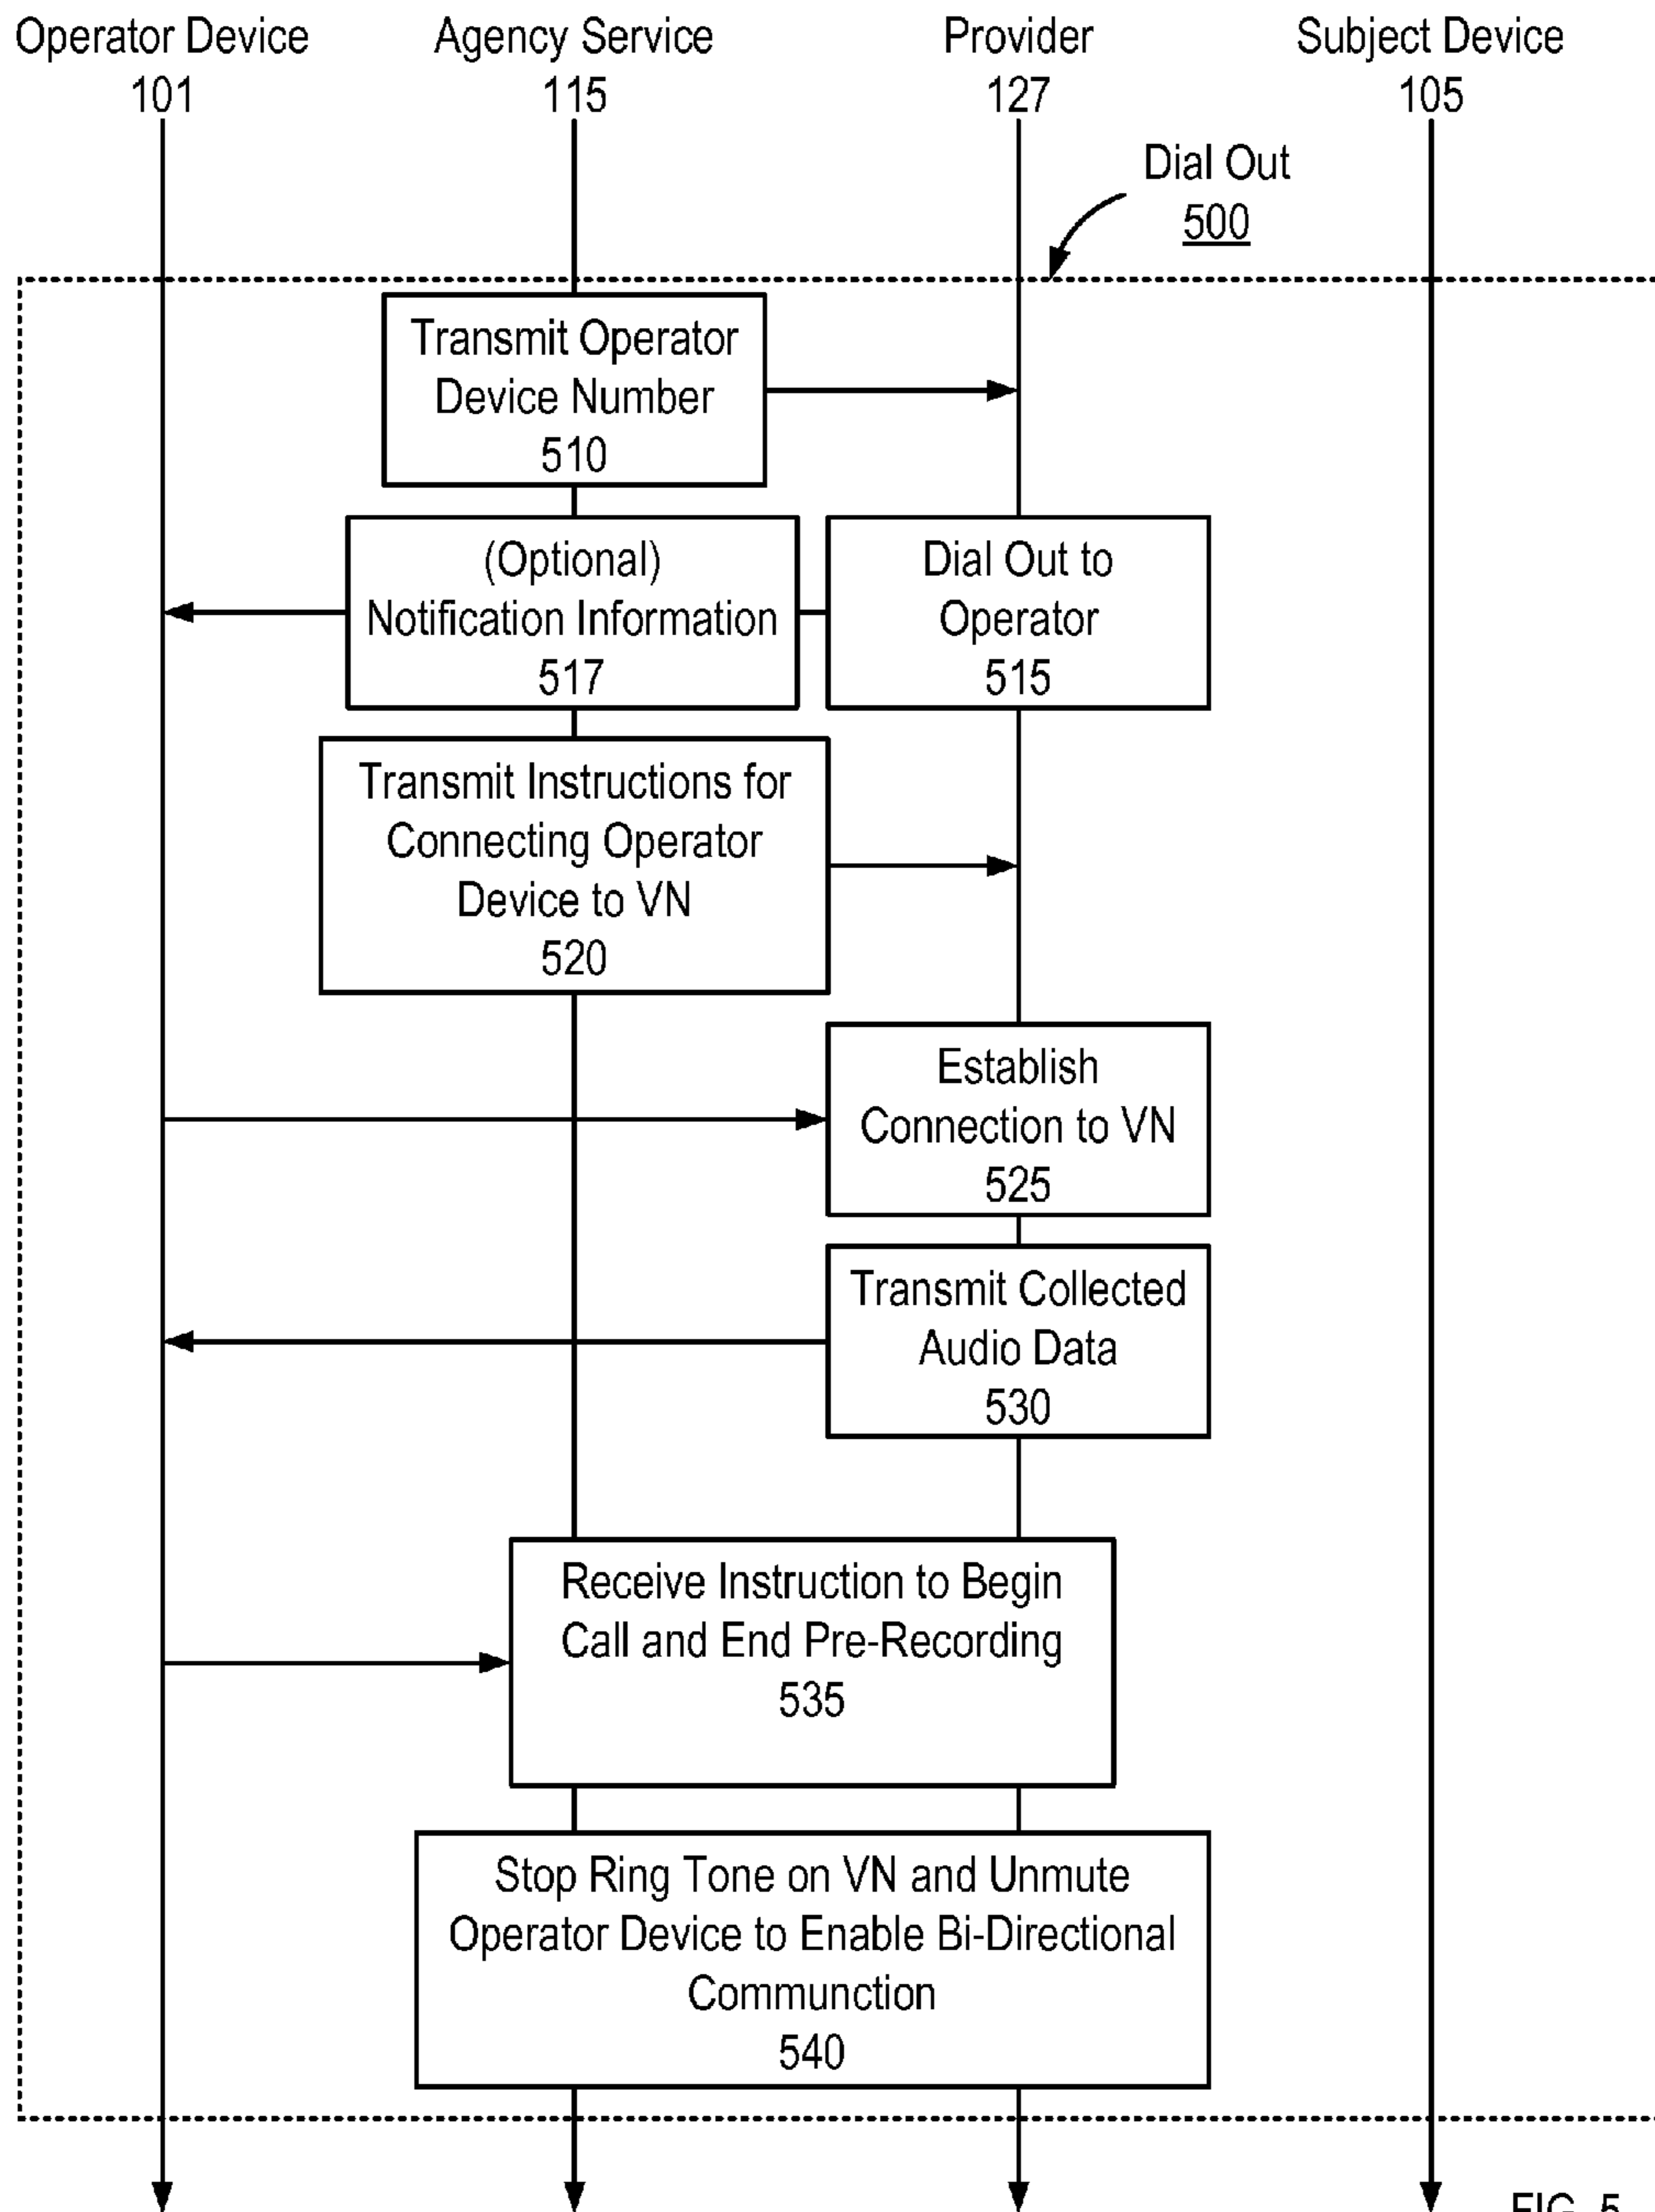 Operator Device
101
Agency Service
115
Provider
127
Subject Device
105
Dial Out
500
Transmit Operator
Device Number
510
(Optional)
Notification Information
517
Dial Out to
Operator
515
Transmit Instructions for
Connecting Operator
Device to VN
520
Establish
Connection to VN
525
Transmit Collected
Audio Data
530
Receive Instruction to Begin
Call and End Pre-Recording
535
Stop Ring Tone on VN and Unmute
Operator Device to Enable Bi-Directional
Communction
540
FIG. 5